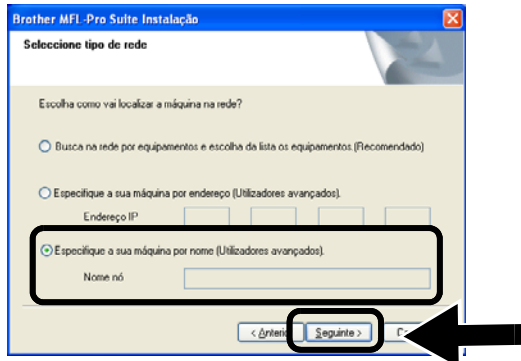 Brother MFL-Pro Suite Instalação
Seleccione tipo de rede
Escolha como vai localizar a máquina na rede?
Busca na rede por equipamentos e escolha da lista os equipamentos.(Recomendado)
Especifique a sua máquina por endereço (Utilizadores avançados).
Endereço IP
Especifique a sua máquina por nome (Utilizadores avançados).
Nome nó
Seguinte >